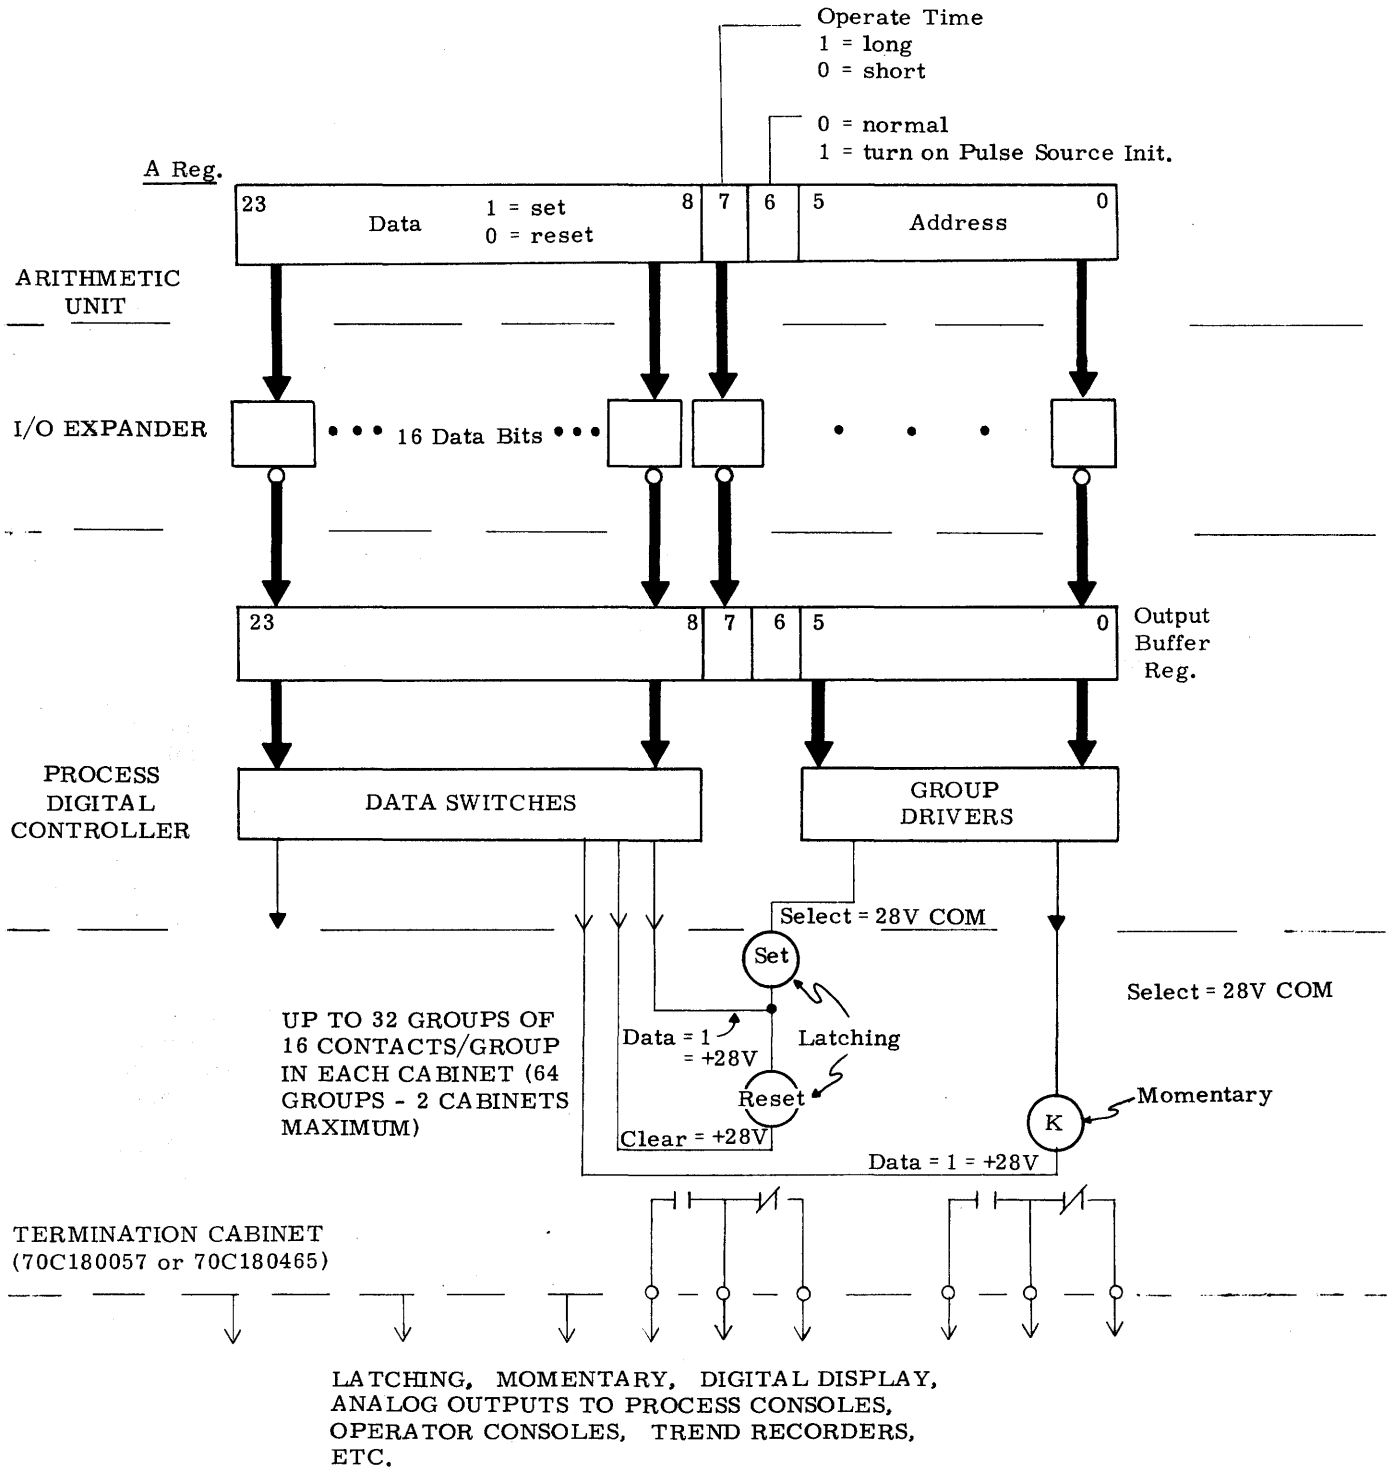 Operate Time
1 = long
0 = short
0 = normal
1 = turn on Pulse Source Init.
A Reg.
23 Data 1 = set 8 7 6 5 Address 0
0 = reset
ARITHMETIC
UNIT
I/O EXPANDER
••• 16 Data Bits •••
• • •
23 8 7 6 5 0
Output
Buffer
Reg.
PROCESS
DIGITAL
CONTROLLER
DATA SWITCHES
GROUP
DRIVERS
Select = 28V COM
Set
Select = 28V COM
UP TO 32 GROUPS OF
16 CONTACTS/GROUP
IN EACH CABINET (64
GROUPS - 2 CABINETS
MAXIMUM)
Data = 1
= +28V
Latching
Reset
Clear = +28V
Momentary
K
Data = 1 = +28V
TERMINATION CABINET
(70C180057 or 70C180465)
LATCHING, MOMENTARY, DIGITAL DISPLAY,
ANALOG OUTPUTS TO PROCESS CONSOLES,
OPERATOR CONSOLES, TREND RECORDERS,
ETC.